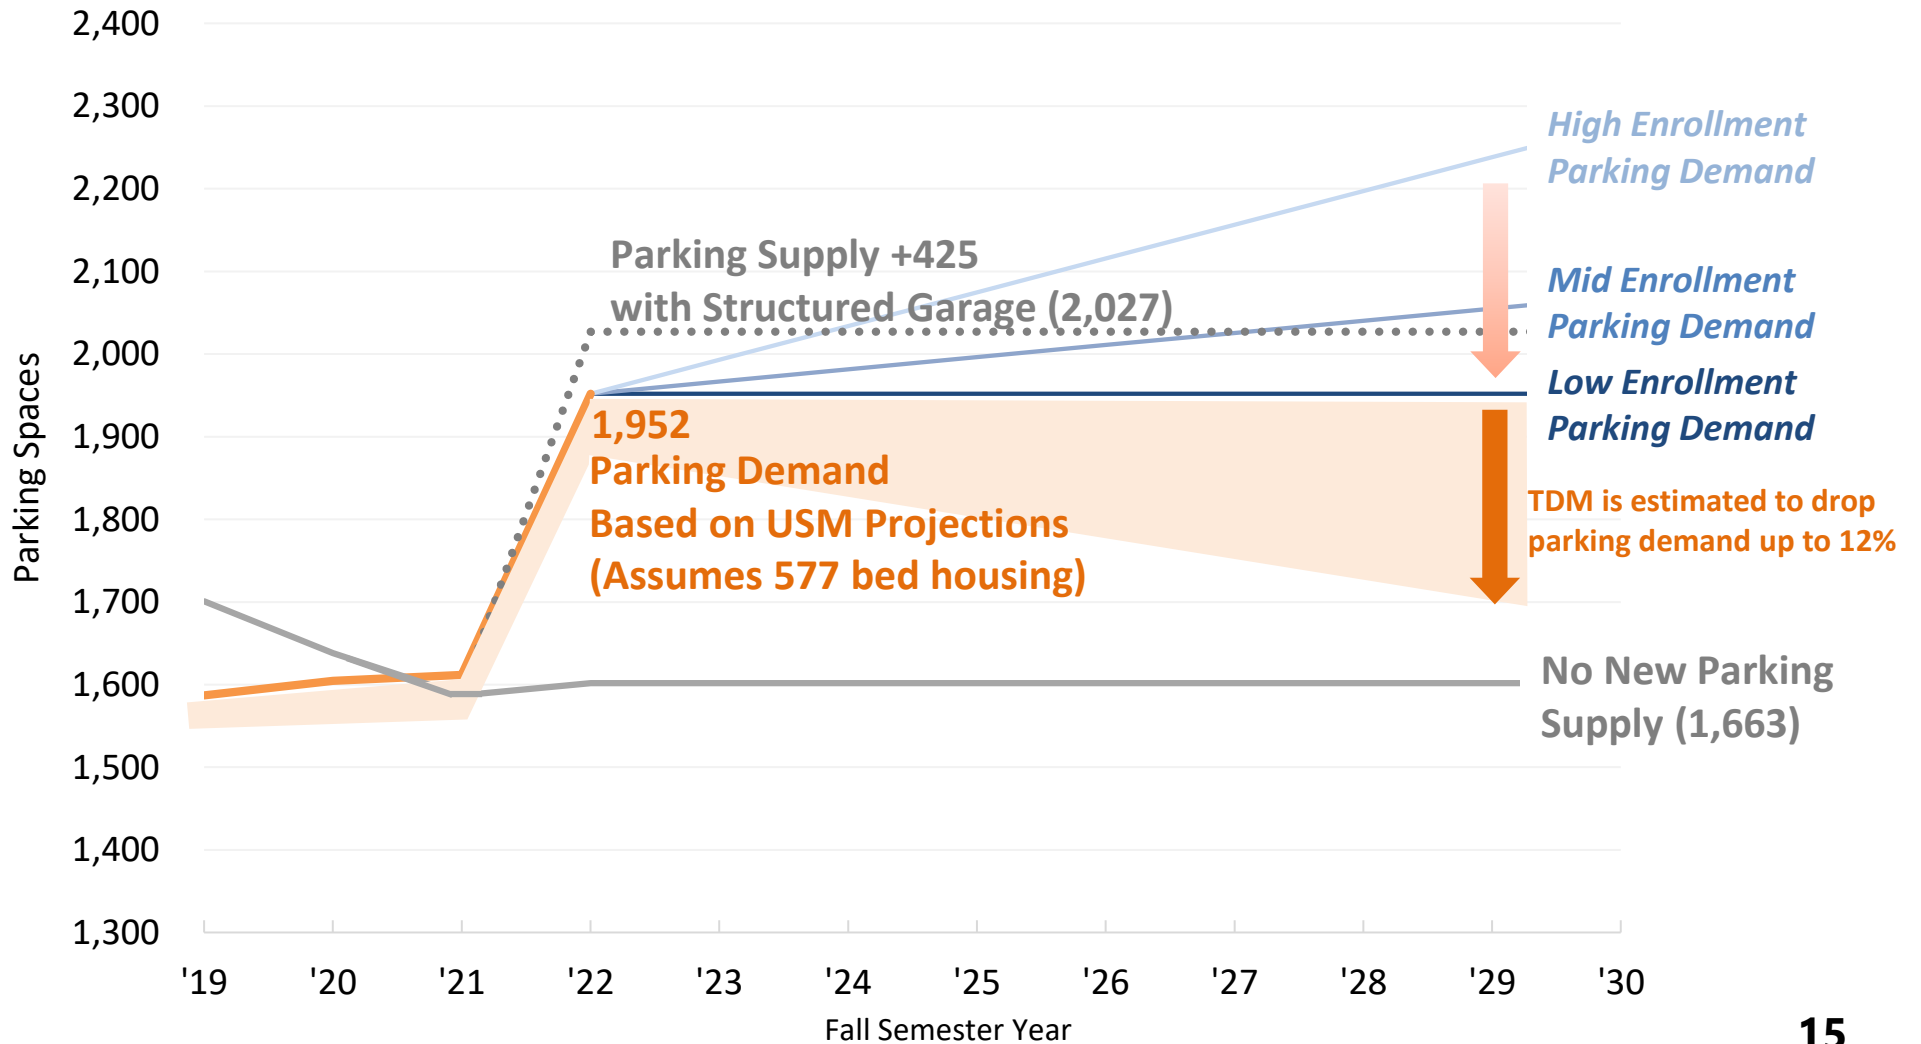 2,400
2,300
2,200
2,100
2,000
1,900
1,800
1,700
1,600
1,500
1,400
1,300
Parking Spaces
'19
'20
'21
'22
'23
'24
'25
'26
'27
'28
'29
'30
Fall Semester Year
Parking Supply +425
with Structured Garage (2,027)
1,952
Parking Demand
Based on USM Projections
(Assumes 577 bed housing)
High Enrollment
Parking Demand
Mid Enrollment
Parking Demand
Low Enrollment
Parking Demand
TDM is estimated to drop
parking demand up to 12%
No New Parking
Supply (1,663)
15